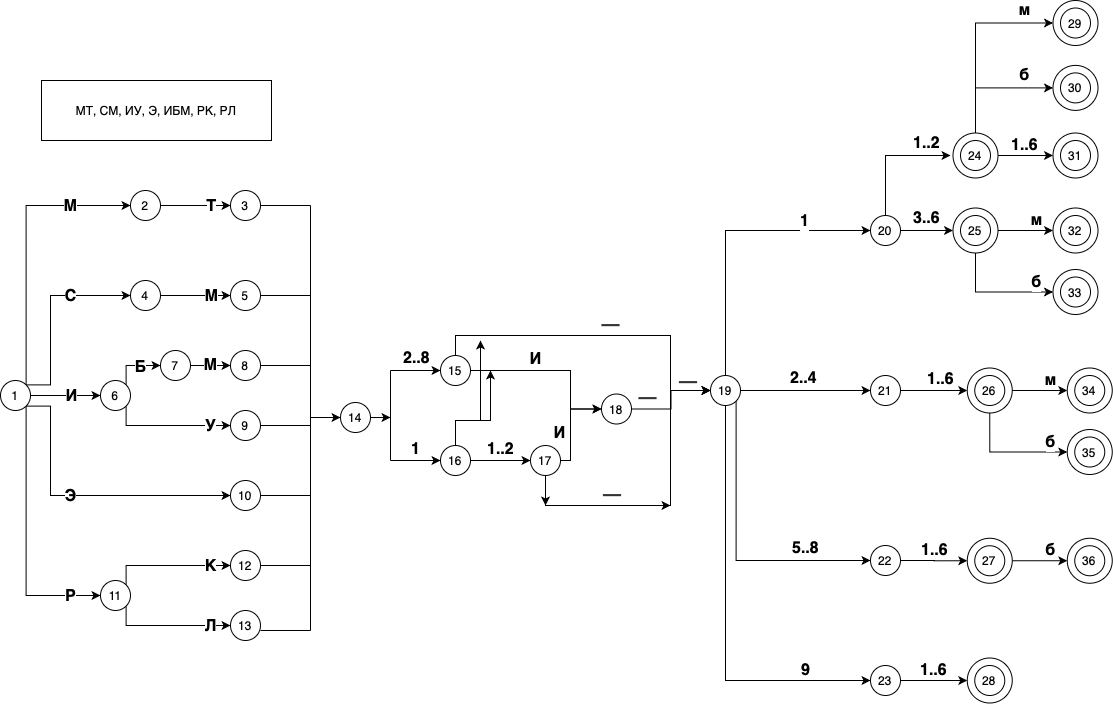 МТ, СМ, ИУ, Э, ИБМ, РК, РЛ
м
29
б
30
1..2
24
1..6
31
М
2
Т
3
1
20
3..6
25
м
32
б
33
С
4
М
5
2..8
15
—
И
Б
7
М
8
1
И
6
У
9
14
18
—
—
19
2..4
21
1..6
26
м
34
б
35
1
16
1..2
17
И
—
Э
10
5..8
22
1..6
27
б
36
Р
11
К
12
Л
13
9
23
1..6
28